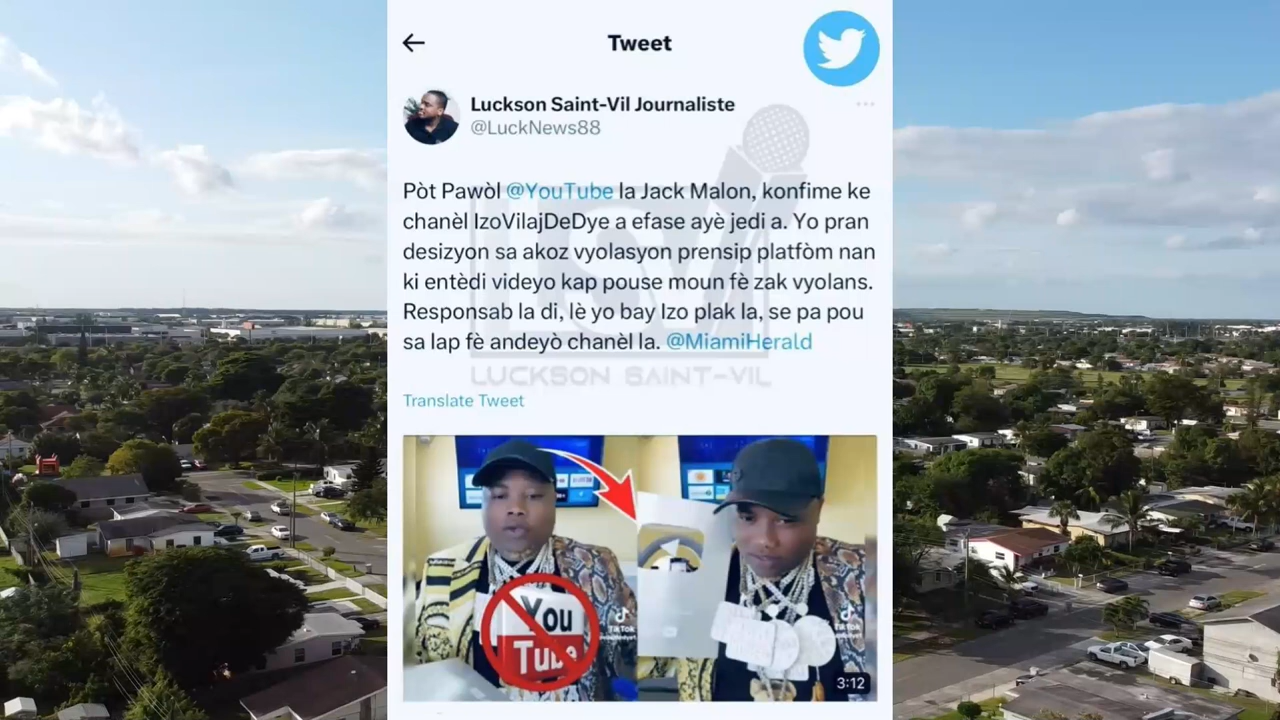 Tweet
Luckson Saint-Vil Journaliste
@LuckNews88
Pòt Pawòl @YouTube la Jack Malon, konfime ke
chanèl IzoVilajDeDye a efase ayè jedi a. Yo pran
desizyon sa akoz vyolasyon prensip platfòm nan
ki entèdi videyo kap pouse moun fè zak vyolans.
Responsab la di, lè yo bay Izo plak la, se pa pou
sa lap fè andeyò chanèl la. @MiamiHerald
LUCKSON SAINT-VIL
Translate Tweet
You
Tube
TikTok
TikTok
3:12